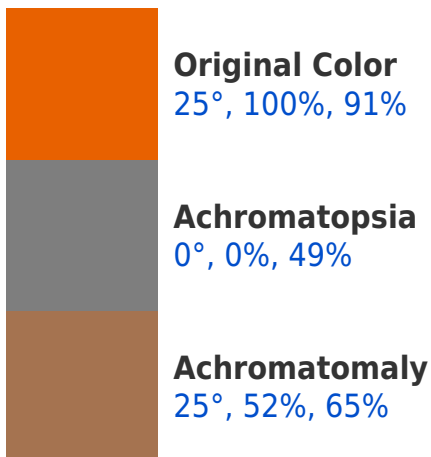 Original Color
25°, 100%, 91%
Achromatopsia
0°, 0%, 49%
Achromatomaly
25°, 52%, 65%